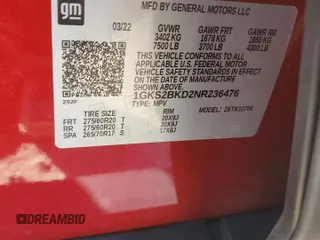 gm
MFD BY GENERAL MOTORS LLC
03/22 GVWR GAWR FRT GAWR RR
3402 KG 1678 KG 1950 KG
7500 LB 3700 LB 4300 LB
THIS VEHICLE CONFORMS TO ALL APPLICABLE
U.S. FEDERAL MOTOR VEHICLE SAFETY AND
THEFT PREVENTION STANDARDS IN EFFECT ON THE
DATE OF MANUFACTURE SHOWN ABOVE.
1GKS2BKD2NR236476
TYPE: MPV
TIRE SIZE RIM
FRT 275/60R20 T 20X9J
RR 275/60R20 T 20X9J
SPA 265/70R17 S 17X8J
DREAMBID